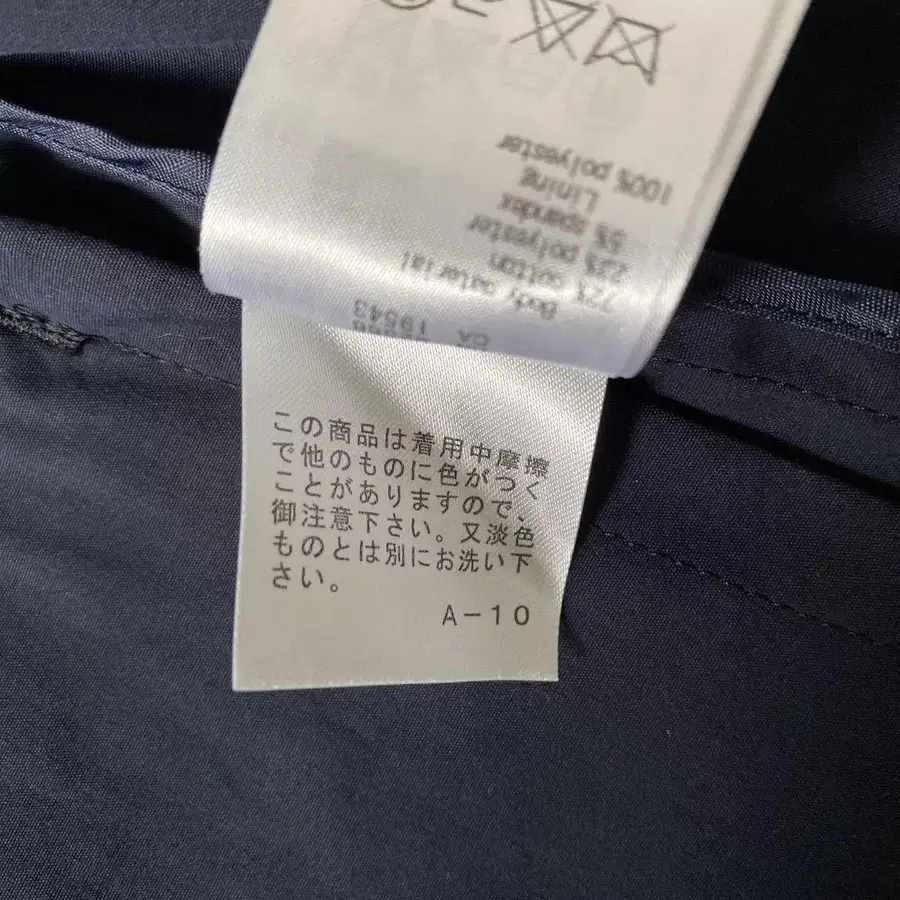 Body material
72% cotton
22% polyester
6% spandex
Lining
100% polyester
CA 19543
この商品は着用中摩擦
で他のものに色がつく
ことがありますので、
御注意下さい。又淡色
ものとは別にお洗い下
さい。
A-10